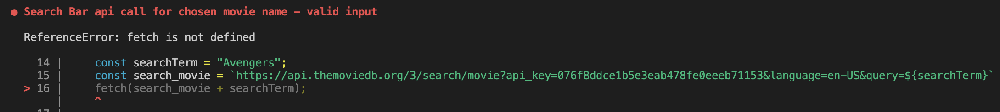 ● Search Bar api call for chosen movie name – valid input
ReferenceError: fetch is not defined
14 | const searchTerm = "Avengers";
15 | const search_movie = `https://api.themoviedb.org/3/search/movie?api_key=076f8ddce1b5e3eab478fe0eeeb71153&language=en-US&query=${searchTerm}`
> 16 | fetch(search_movie + searchTerm);
| ^
17 |